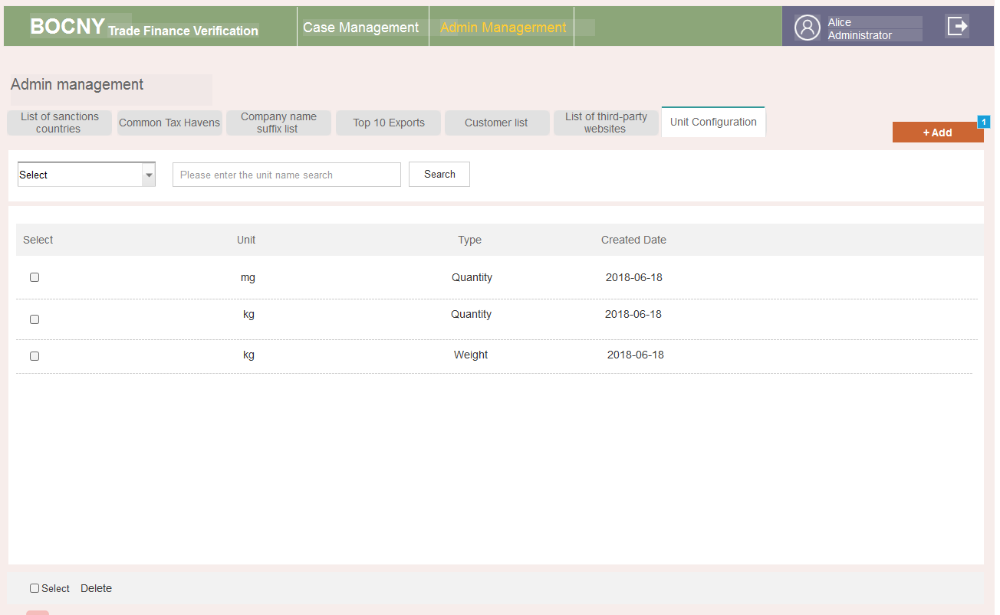 BOCNY Trade Finance Verification
Case Management
Admin Managerment
Alice
Administrator
Admin management
List of sanctions
countries
Common Tax Havens
Company name
suffix list
Top 10 Exports
Customer list
List of third-party
websites
Unit Configuration
1
+ Add
Select
Please enter the unit name search
Search
Select Unit Type Created Date
mg Quantity 2018-06-18
kg Quantity 2018-06-18
kg Weight 2018-06-18
Select Delete